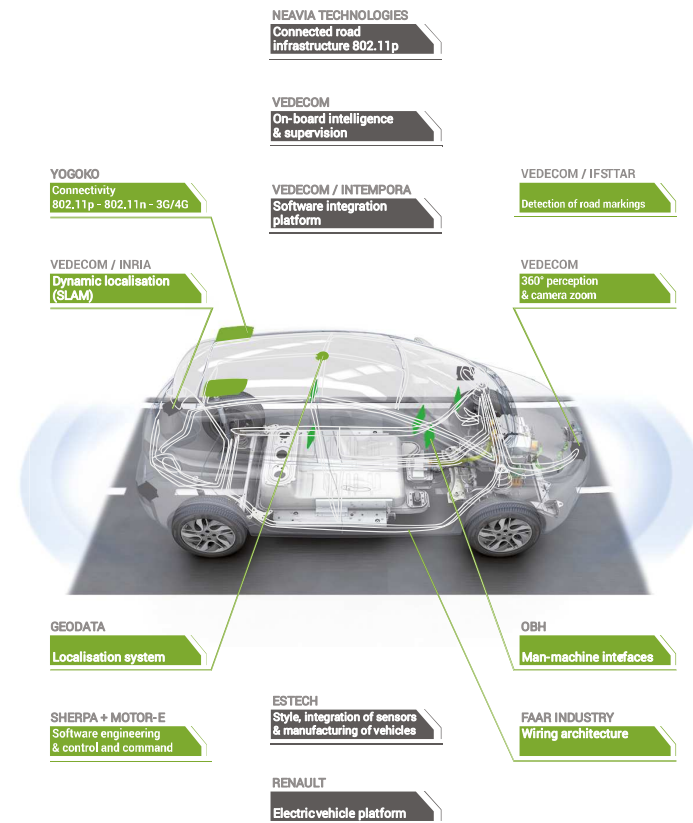 NEAVIA TECHNOLOGIES
Connected road
infrastructure 802.11p
VEDECOM
On-board intelligence
& supervision
YOGOKO
Connectivity
802.11p - 802.11n - 3G/4G
VEDECOM / INTEMPORA
Software integration
platform
VEDECOM / IFSTTAR
Detection of road markings
VEDECOM / INRIA
Dynamic localisation
(SLAM)
VEDECOM
360° perception
& camera zoom
GEODATA
Localisation system
OBH
Man-machine intefaces
SHERPA + MOTOR-E
Software engineering
& control and command
ESTECH
Style, integration of sensors
& manufacturing of vehicles
FAAR INDUSTRY
Wiring architecture
RENAULT
Electricvehicle platform